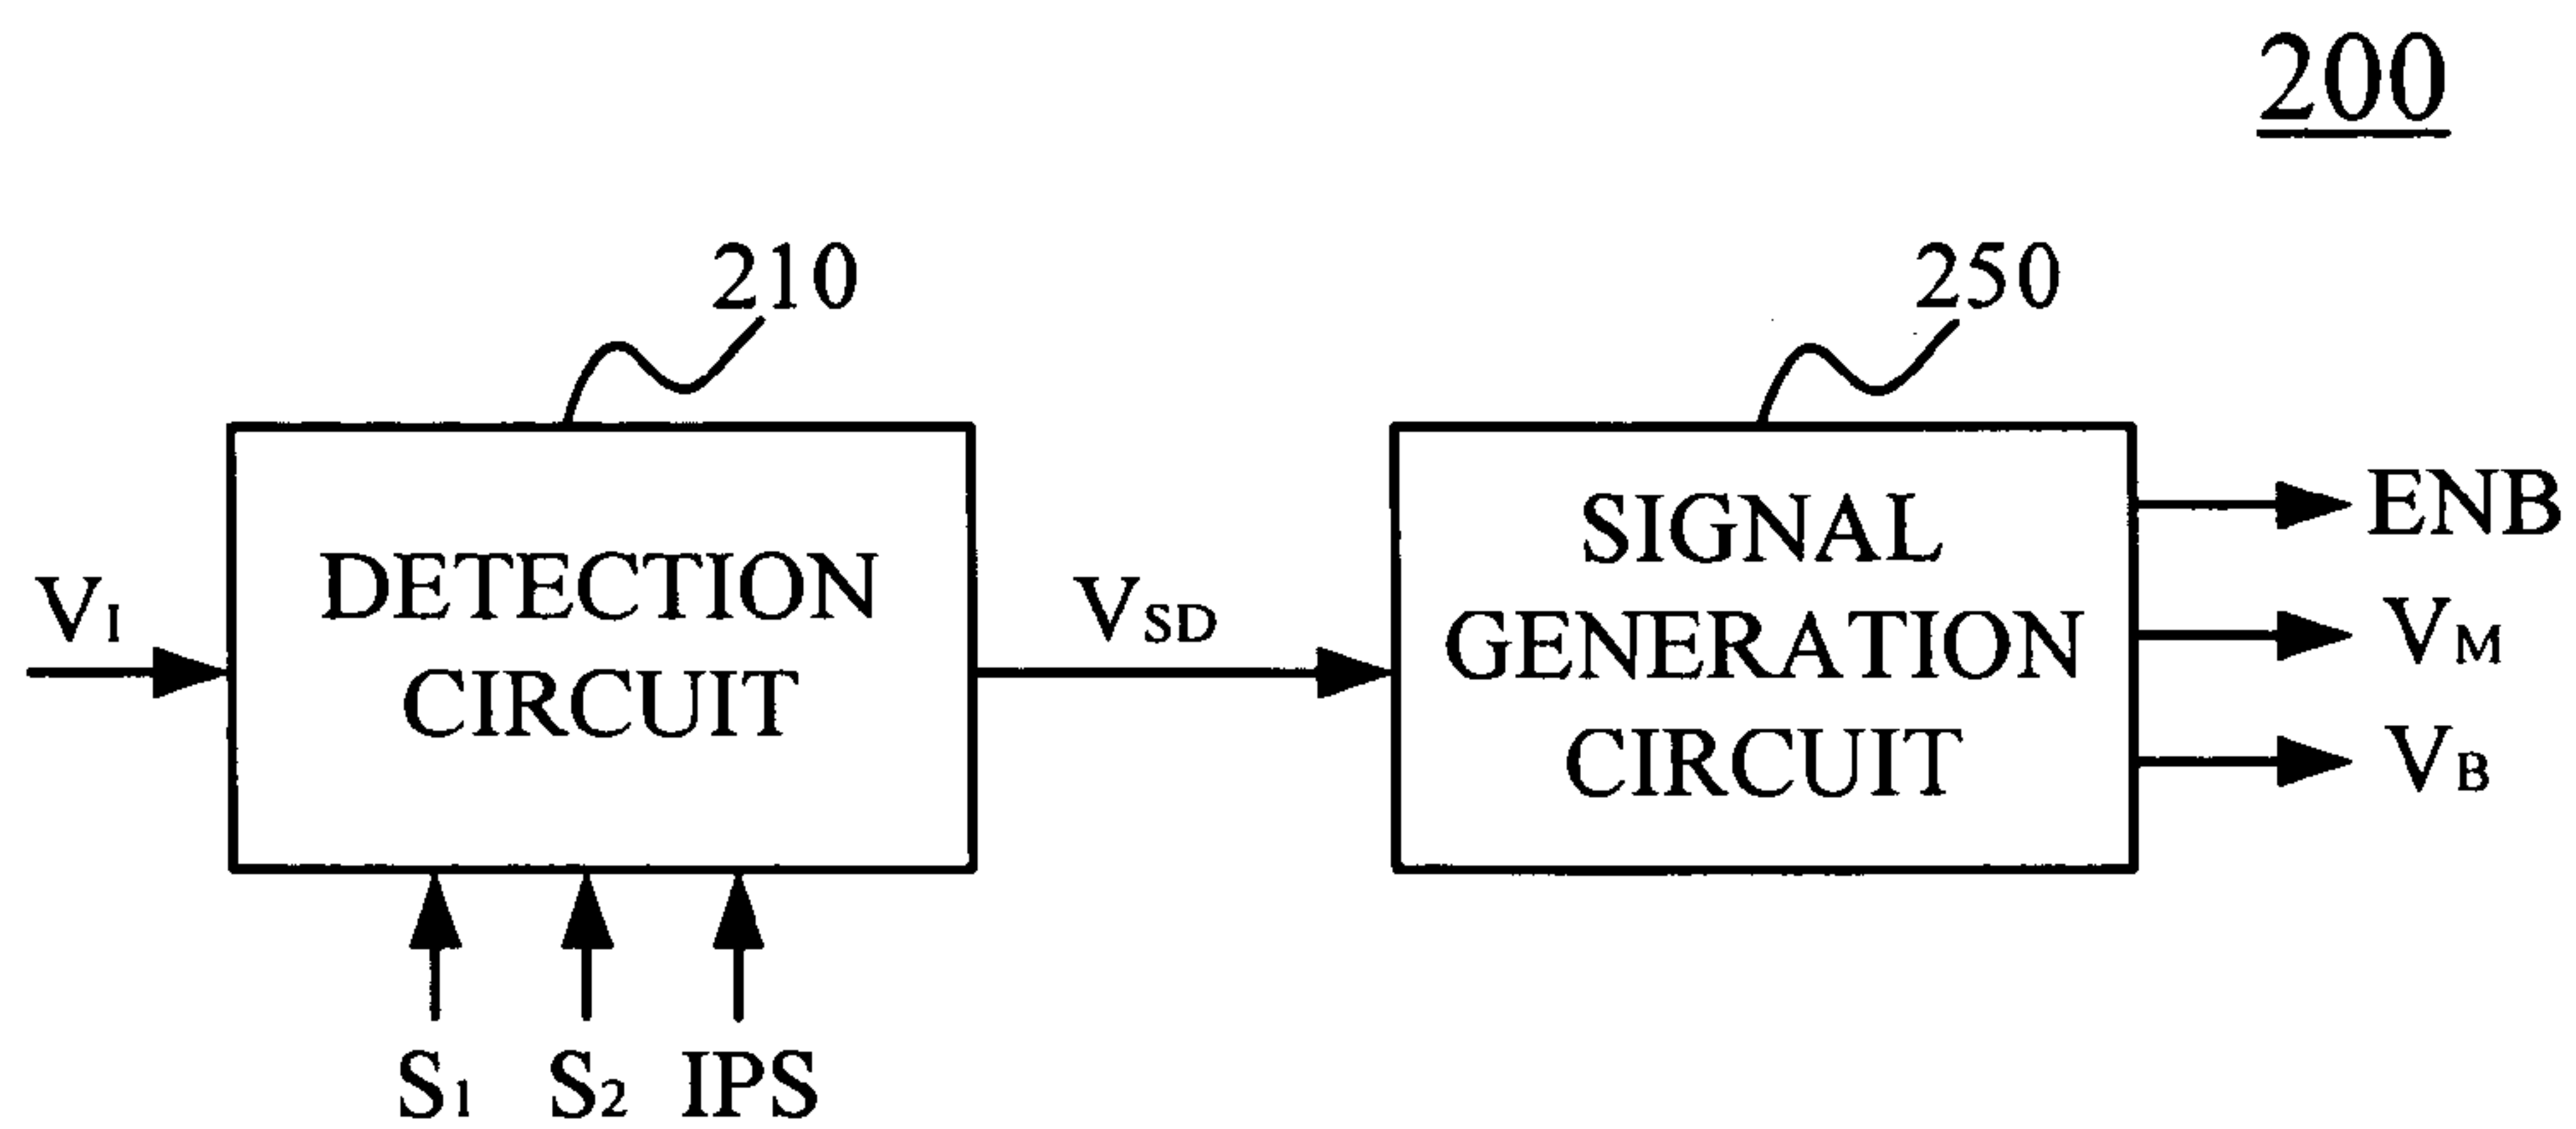 200
210
250
DETECTION
CIRCUIT
SIGNAL
GENERATION
CIRCUIT
VI
VSD
ENB
VM
VB
S1 S2 IPS